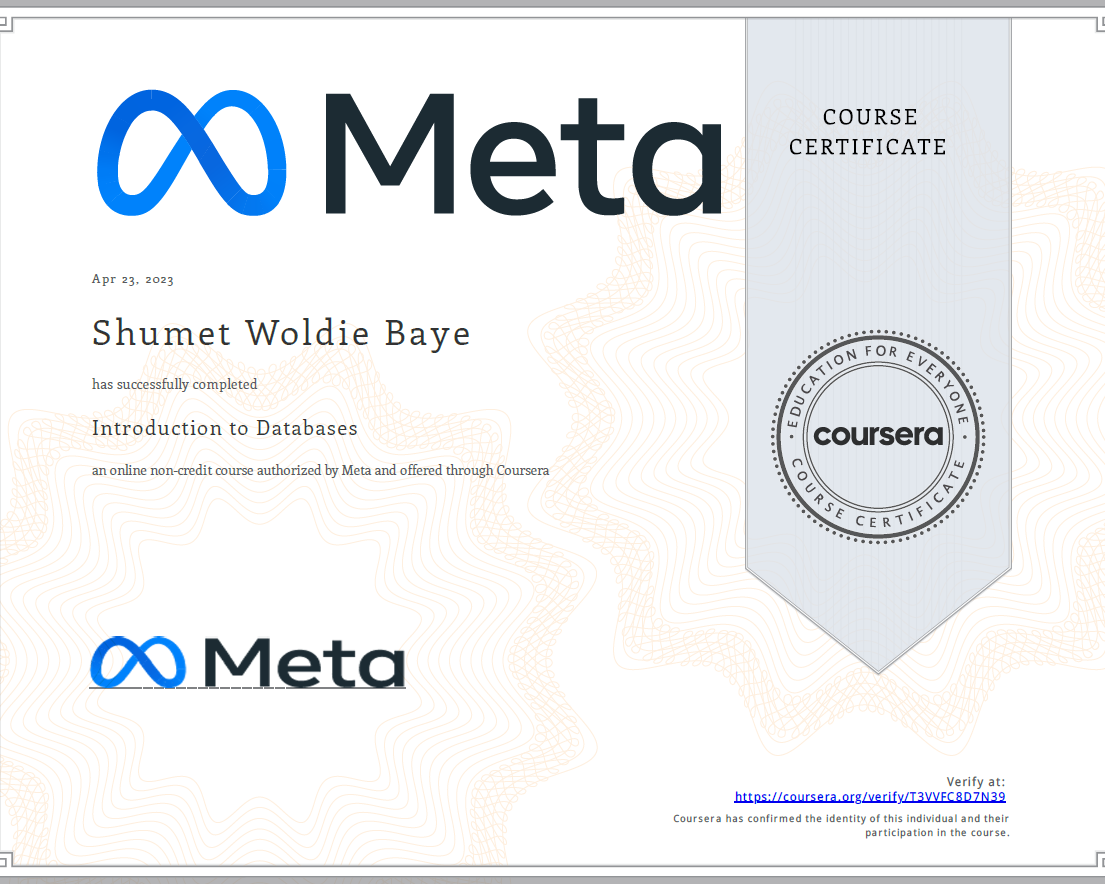 Meta
COURSE
CERTIFICATE
Apr 23, 2023
Shumet Woldie Baye
has successfully completed
Introduction to Databases
an online non-credit course authorized by Meta and offered through Coursera
EDUCATION FOR EVERYONE
coursera
COURSE CERTIFICATE
Meta
Verify at:
https://coursera.org/verify/T3VVFC8D7N39
Coursera has confirmed the identity of this individual and their
participation in the course.